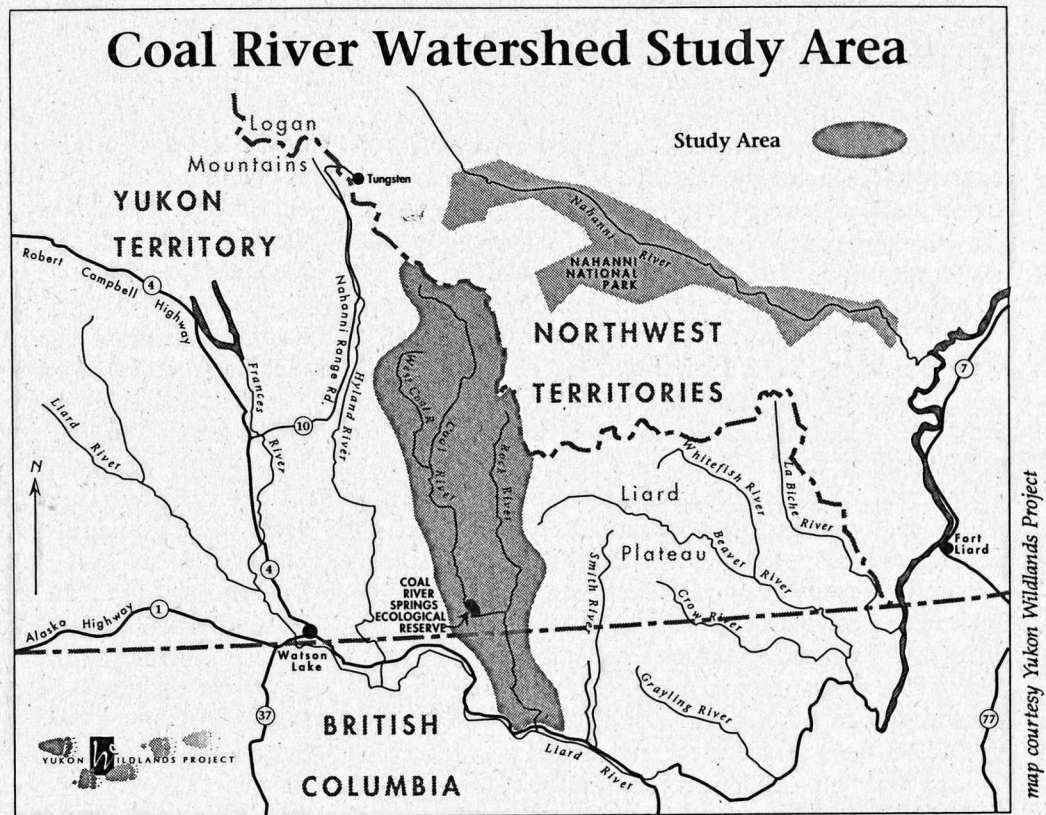 Coal River Watershed Study Area
Study Area
Logan
Mountains
Tungsten
YUKON
TERRITORY
Robert Campbell Highway
4
Nahanni Range Rd.
Hyland River
Frances River
10
Liard River
N
4
Alaska Highway
1
Watson
Lake
37
West Coal R
Coal River
Rock River
COAL
RIVER
SPRINGS
ECOLOGICAL
RESERVE
Nahanni River
NAHANNI
NATIONAL
PARK
NORTHWEST
TERRITORIES
7
Whitefish River
La Biche River
Liard
Plateau
Beaver River
Smith River
Crow River
Fort
Liard
Grayling River
77
Liard River
BRITISH
COLUMBIA
YUKON WILDLANDS PROJECT
map courtesy Yukon Wildlands Project